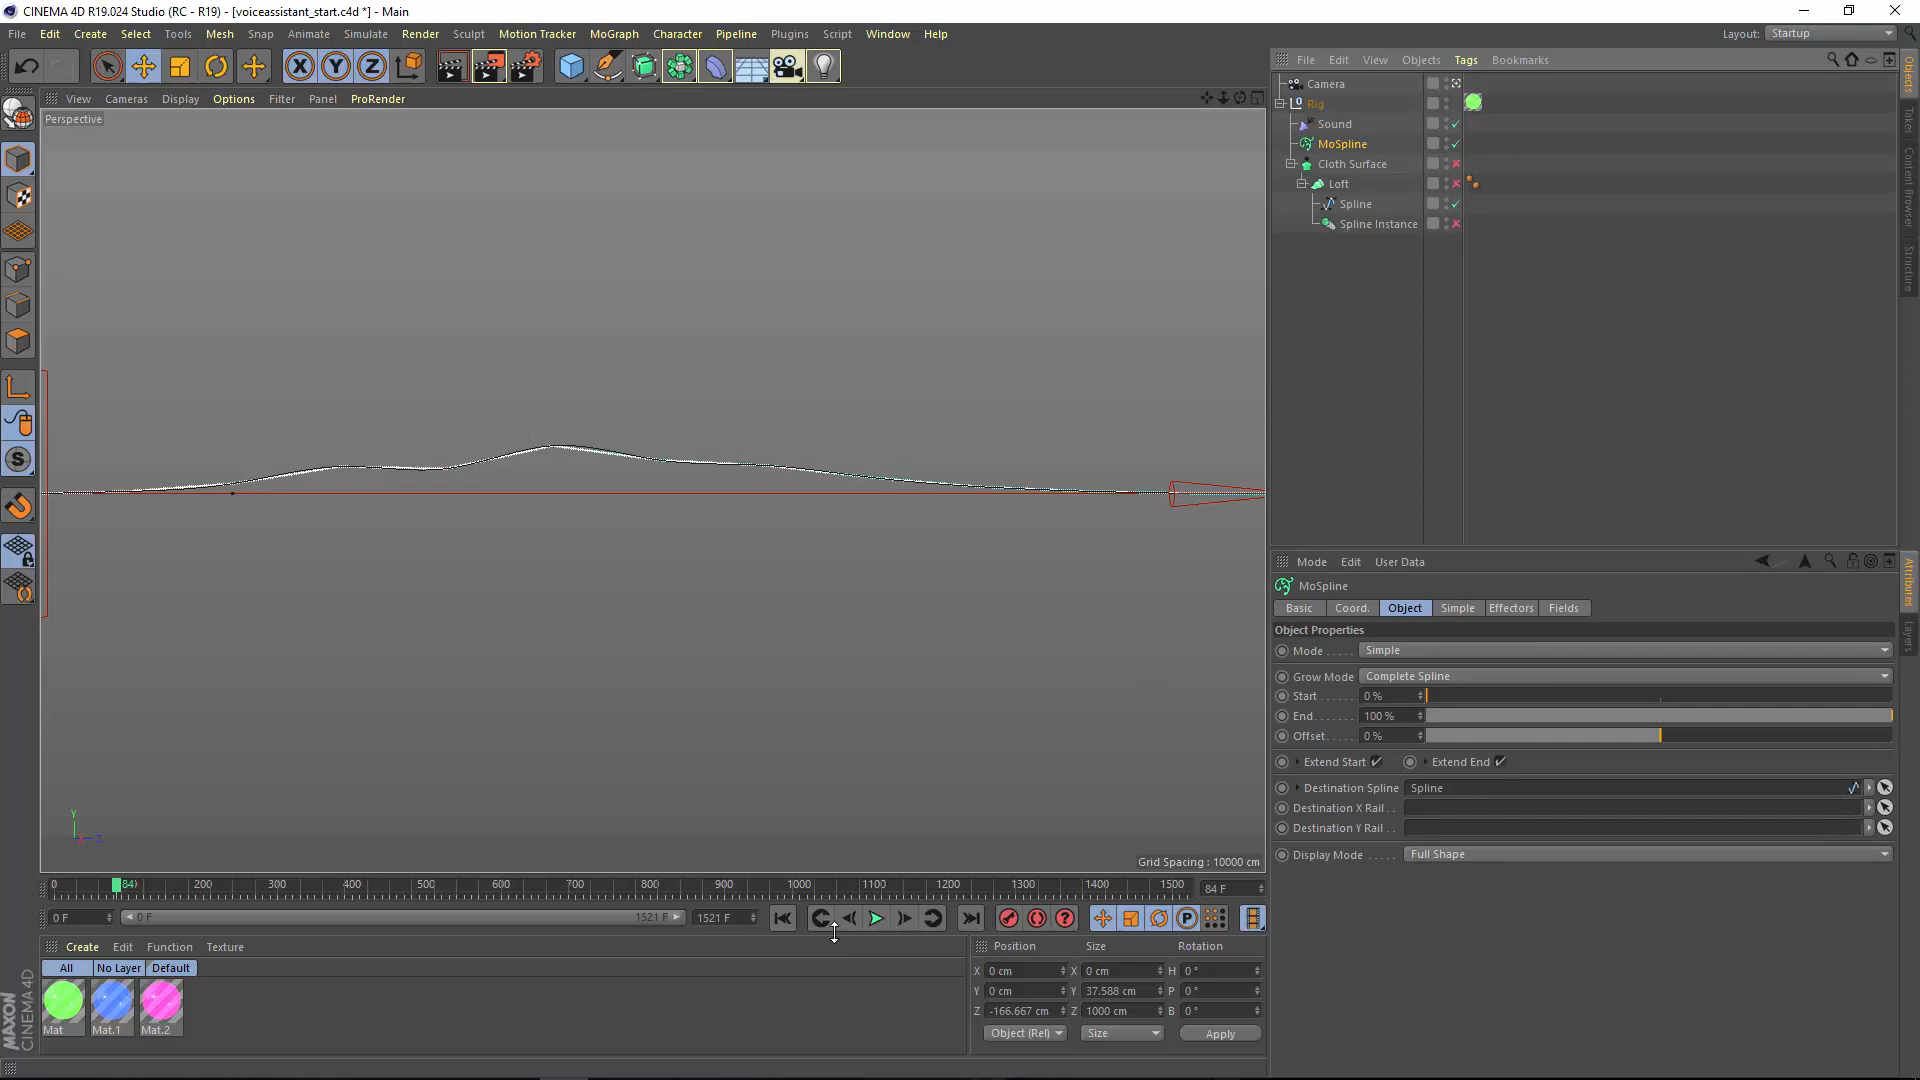 CINEMA 4D R19.024 Studio (RC - R19) - [voiceassistant_start.c4d *] - Main
File Edit Create Select Tools Mesh Snap Animate Simulate Render Sculpt Motion Tracker MoGraph Character Pipeline Plugins Script Window Help
Layout: Startup
View Cameras Display Options Filter Panel ProRender
Perspective
File Edit View Objects Tags Bookmarks
Camera
Rig
Sound
MoSpline
Cloth Surface
Loft
Spline
Spline Instance
Objects
Takes
Content Browser
Structure
Y
Z
Grid Spacing : 10000 cm
Mode Edit User Data
MoSpline
Basic Coord. Object Simple Effectors Fields
Object Properties
Mode . . . . . Simple
Grow Mode Complete Spline
Start . . . . . . 0 %
End . . . . . . . 100 %
Offset . . . . 0 %
Extend Start Extend End
Destination Spline Spline
Destination X Rail . .
Destination Y Rail . .
Display Mode . . . . . Full Shape
Attributes
Layers
0 84 200 300 400 500 600 700 800 900 1000 1100 1200 1300 1400 1500 84 F
0 F 0 F 1521 F 1521 F
Create Edit Function Texture
All No Layer Default
Mat Mat.1 Mat.2
Position Size Rotation
X 0 cm X 0 cm H 0 °
Y 0 cm Y 37.588 cm P 0 °
Z -166.667 cm Z 1000 cm B 0 °
Object (Rel) Size Apply
MAXON
CINEMA 4D